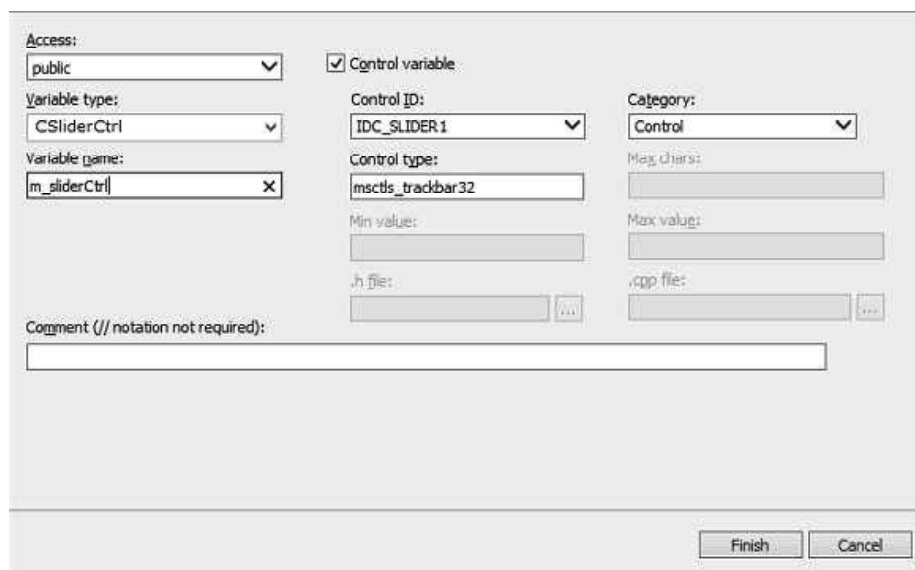 Access:
public
Control variable
Variable type:
Control ID:
Category:
CSliderCtrl
IDC_SLIDER1
Control
Variable name:
Control type:
Max chars:
m_sliderCtrl
msctls_trackbar32
Min value:
Max value:
.h file:
.cpp file:
...
...
Comment (// notation not required):
Finish
Cancel